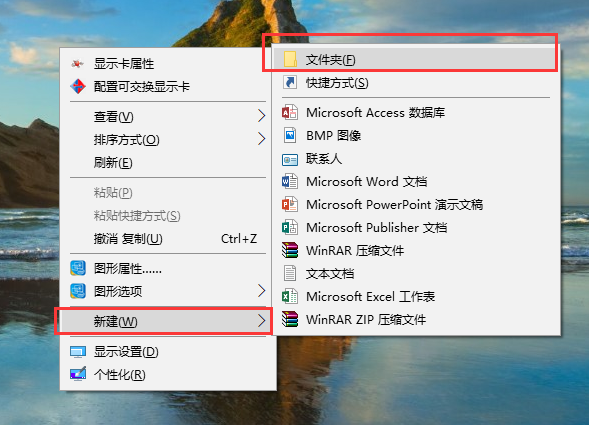 显示卡属性
配置可交换显示卡
查看(V)
排序方式(O)
刷新(E)
粘贴(P)
粘贴快捷方式(S)
撤消 复制(U) Ctrl+Z
图形属性......
图形选项
新建(W)
显示设置(D)
个性化(R)
文件夹(F)
快捷方式(S)
Microsoft Access 数据库
BMP 图像
联系人
Microsoft Word 文档
Microsoft PowerPoint 演示文稿
Microsoft Publisher 文档
WinRAR 压缩文件
文本文档
Microsoft Excel 工作表
WinRAR ZIP 压缩文件